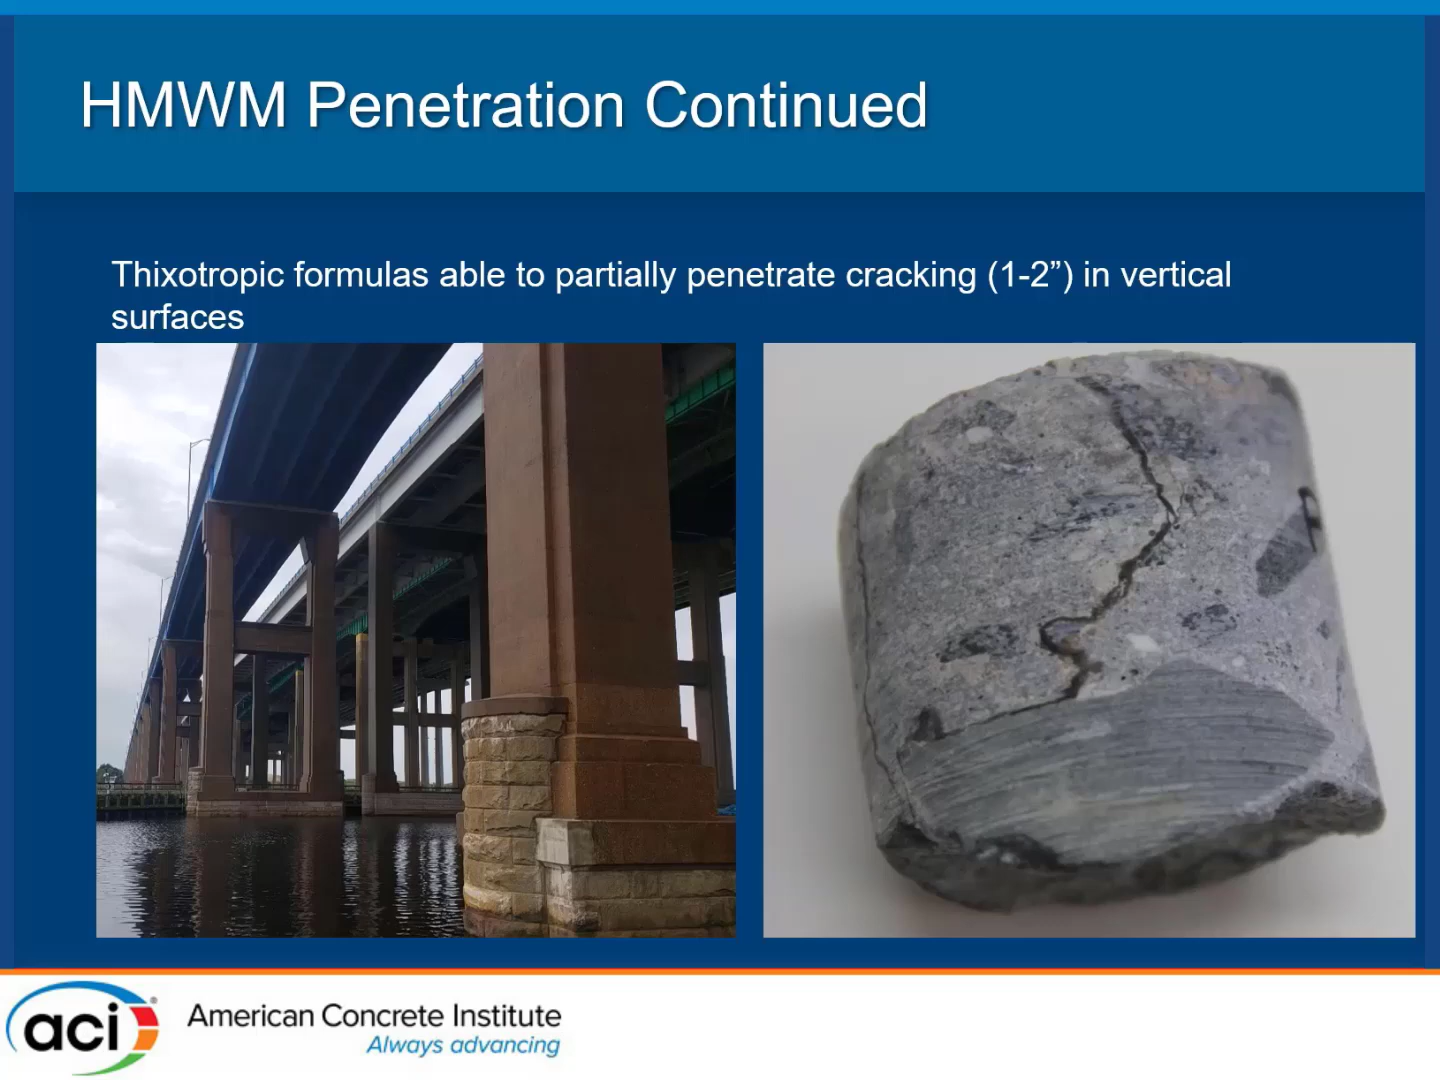 HMWM Penetration Continued
Thixotropic formulas able to partially penetrate cracking (1-2”) in vertical
surfaces
aci®
American Concrete Institute
Always advancing